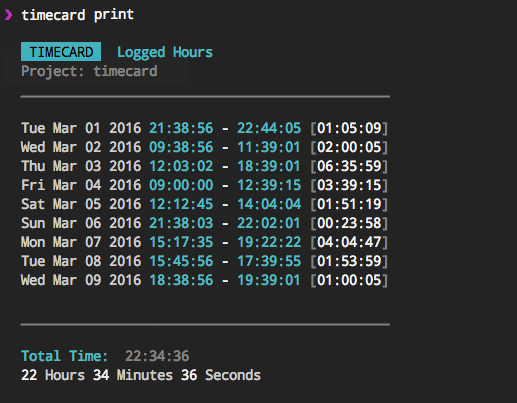 ❯ timecard print
TIMECARD Logged Hours
Project: timecard
Tue Mar 01 2016 21:38:56 - 22:44:05 [01:05:09]
Wed Mar 02 2016 09:38:56 - 11:39:01 [02:00:05]
Thu Mar 03 2016 12:03:02 - 18:39:01 [06:35:59]
Fri Mar 04 2016 09:00:00 - 12:39:15 [03:39:15]
Sat Mar 05 2016 12:12:45 - 14:04:04 [01:51:19]
Sun Mar 06 2016 21:38:03 - 22:02:01 [00:23:58]
Mon Mar 07 2016 15:17:35 - 19:22:22 [04:04:47]
Tue Mar 08 2016 15:45:56 - 17:39:55 [01:53:59]
Wed Mar 09 2016 18:38:56 - 19:39:01 [01:00:05]
Total Time: 22:34:36
22 Hours 34 Minutes 36 Seconds